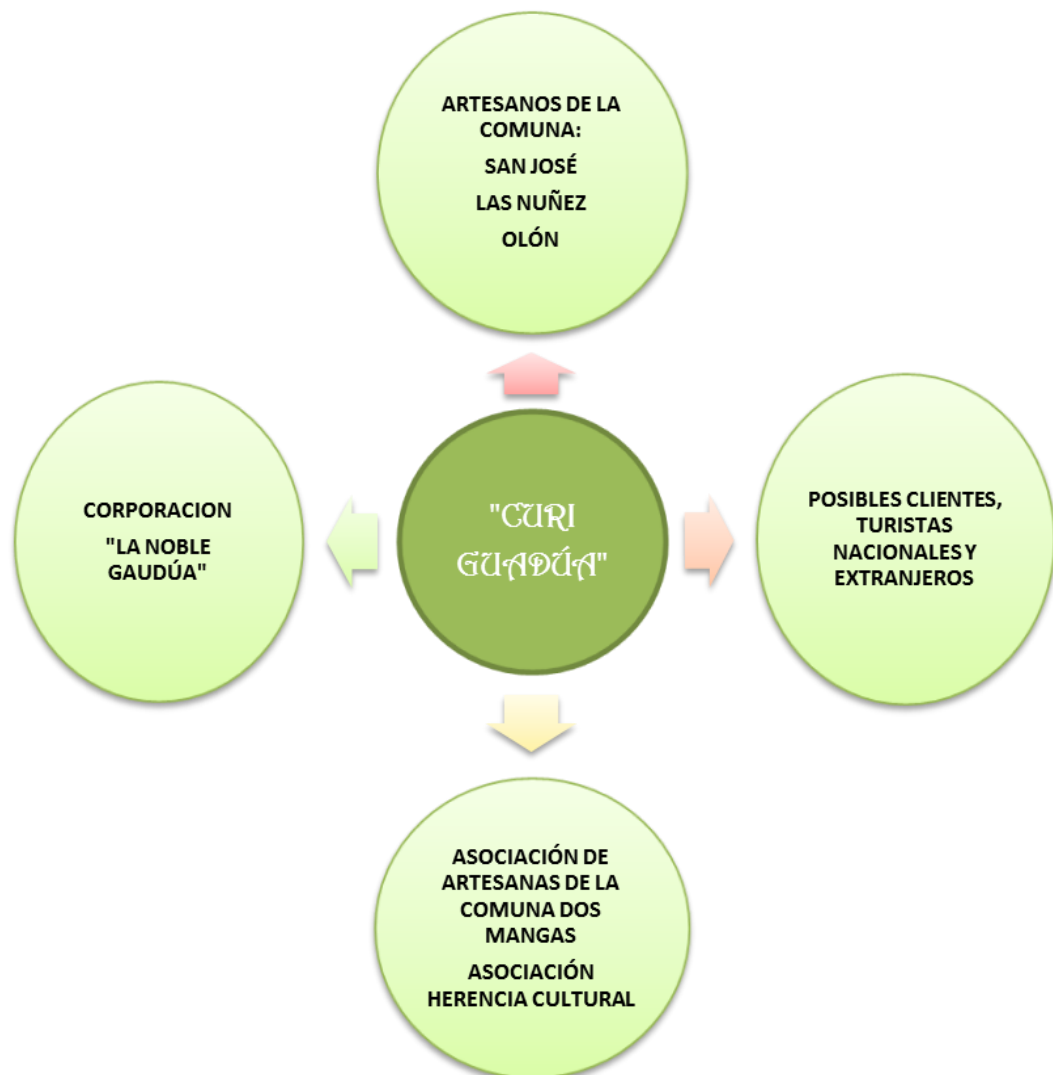 ARTESANOS DE LA
COMUNA:
SAN JOSÉ
LAS NUÑEZ
OLÓN
CORPORACION
"LA NOBLE
GAUDÚA"
"CURI
GUADÚA"
POSIBLES CLIENTES,
TURISTAS
NACIONALES Y
EXTRANJEROS
ASOCIACIÓN DE
ARTESANAS DE LA
COMUNA DOS
MANGAS
ASOCIACIÓN
HERENCIA CULTURAL